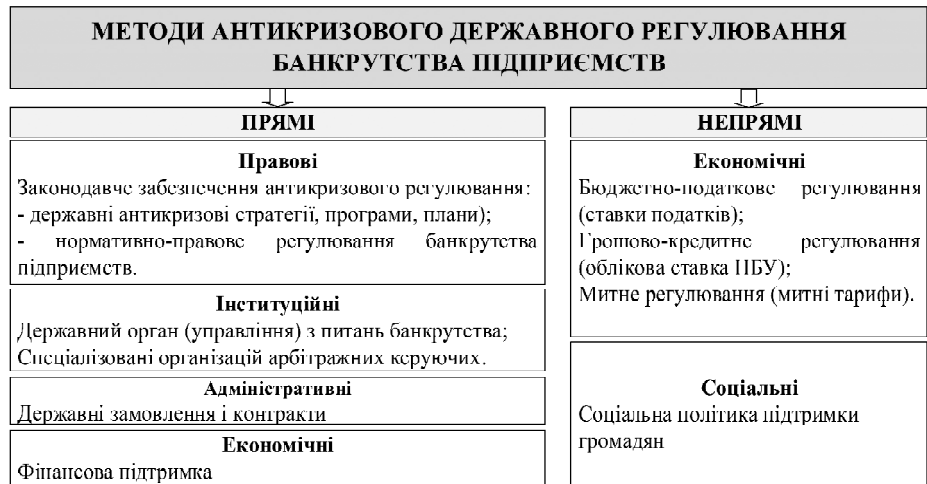 МЕТОДИ АНТИКРИЗОВОГО ДЕРЖАВНОГО РЕГУЛЮВАННЯ
БАНКРУТСТВА ПІДПРИЄМСТВ
ПРЯМІ
Правові
Законодавче забезпечення антикризового регулювання:
- державні антикризові стратегії, програми, плани);
- нормативно-правове регулювання банкрутства
підприємств.
Інституційні
Державний орган (управління) з питань банкрутства;
Спеціалізовані організацій арбітражних керуючих.
Адміністративні
Державні замовлення і контракти
Економічні
Фінансова підтримка
НЕПРЯМІ
Економічні
Бюджетно-податкове регулювання
(ставки податків);
Грошово-кредитне регулювання
(облікова ставка НБУ);
Митне регулювання (митні тарифи).
Соціальні
Соціальна політика підтримки
громадян